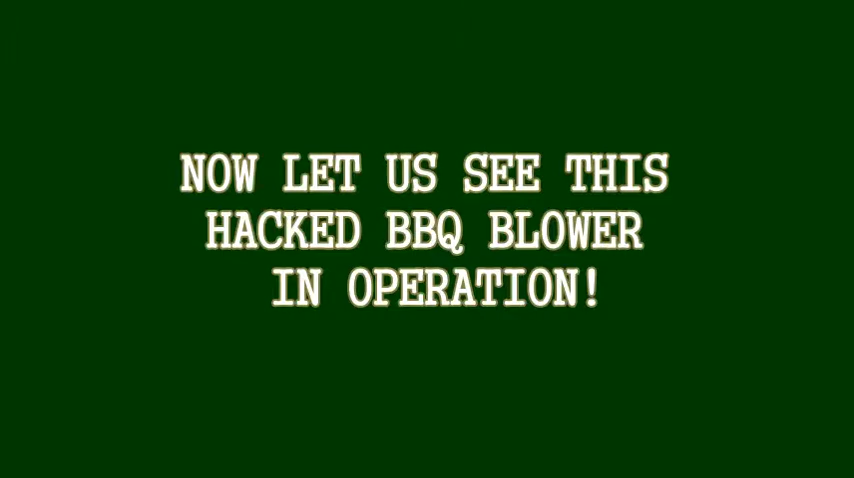 NOW LET US SEE THIS
HACKED BBQ BLOWER
IN OPERATION!